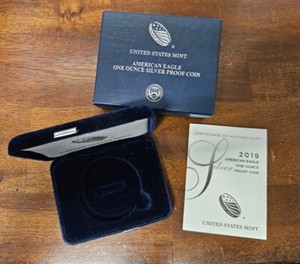 UNITED STATES MINT
AMERICAN EAGLE
ONE OUNCE SILVER PROOF COIN
CERTIFICATE OF AUTHENTICITY
2019
AMERICAN EAGLE
ONE OUNCE
PROOF COIN
Silver
UNITED STATES MINT